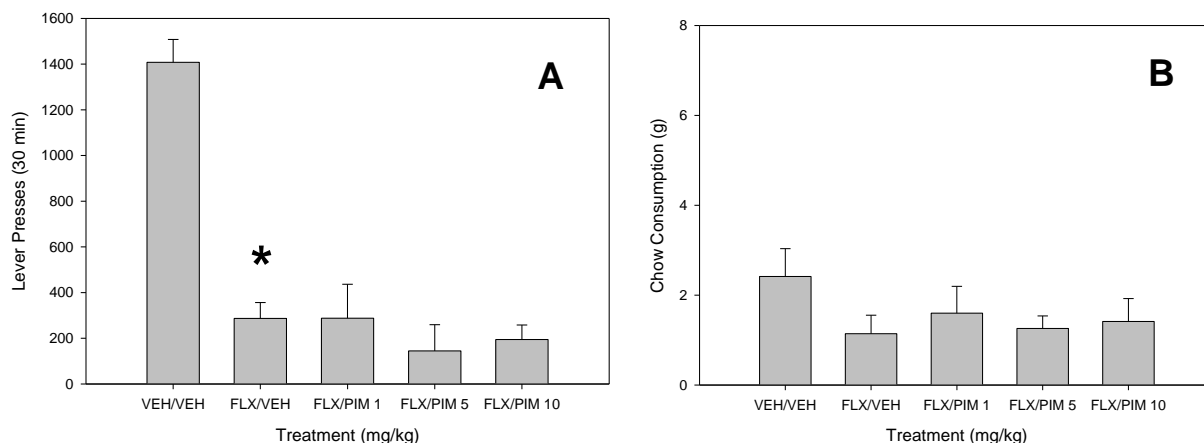 1600
1400
1200
1000
800
600
400
200
0
Lever Presses (30 min)
A
*
VEH/VEH FLX/VEH FLX/PIM 1 FLX/PIM 5 FLX/PIM 10
Treatment (mg/kg)
8
6
4
2
0
Chow Consumption (g)
B
VEH/VEH FLX/VEH FLX/PIM 1 FLX/PIM 5 FLX/PIM 10
Treatment (mg/kg)